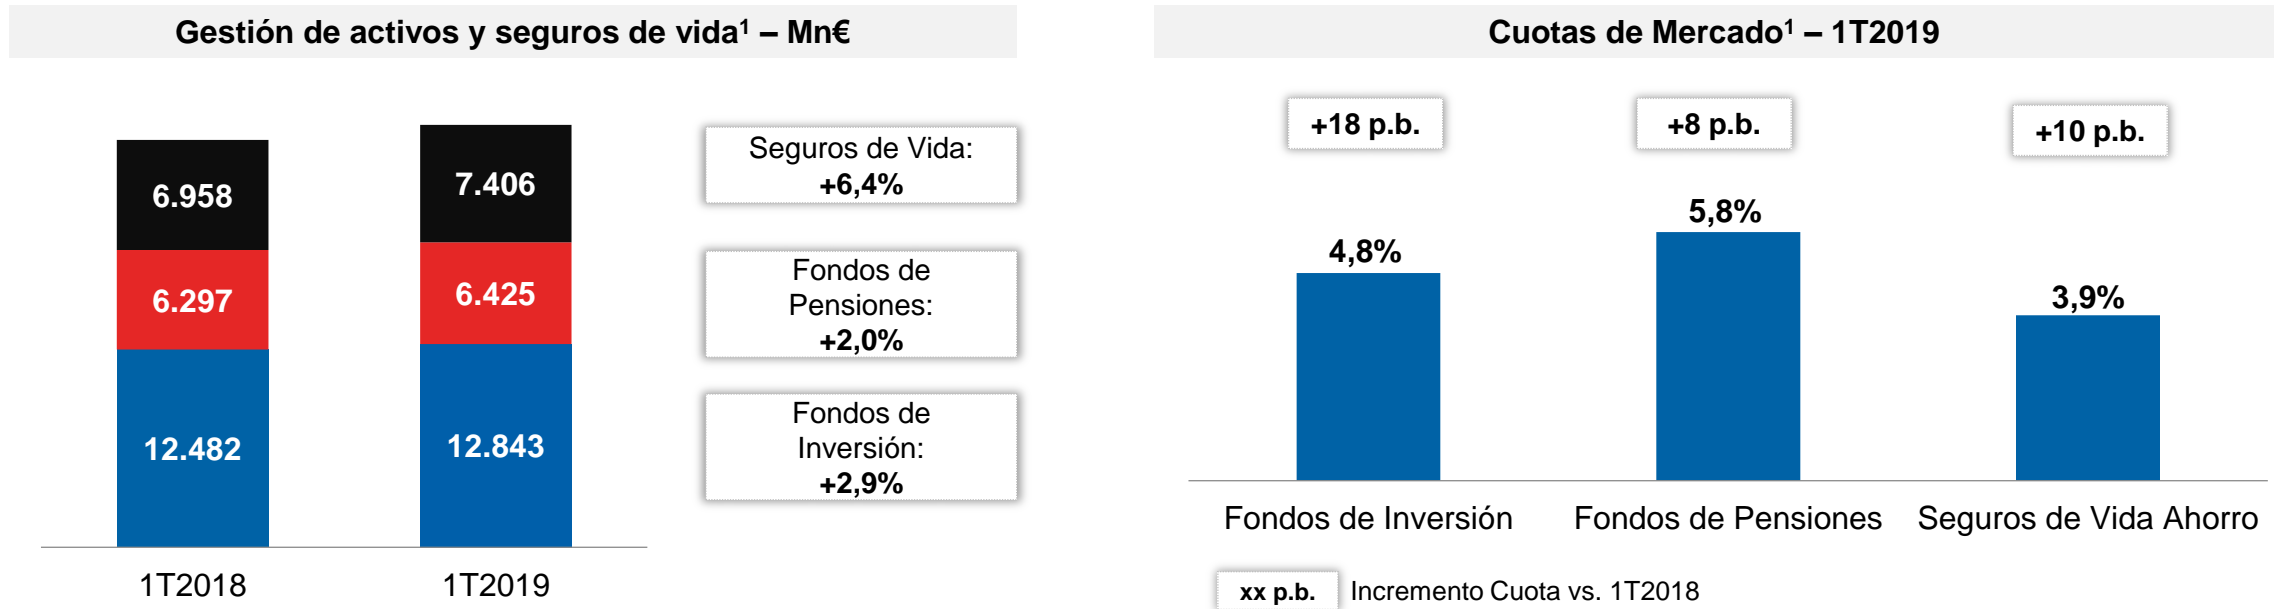 Gestión de activos y seguros de vida¹ – Mn€
6.958
6.297
12.482
7.406
6.425
12.843
1T2018
1T2019
Seguros de Vida:
+6,4%
Fondos de
Pensiones:
+2,0%
Fondos de
Inversión:
+2,9%
Cuotas de Mercado¹ – 1T2019
+18 p.b.
+8 p.b.
+10 p.b.
4,8%
5,8%
3,9%
Fondos de Inversión
Fondos de Pensiones
Seguros de Vida Ahorro
xx p.b.
Incremento Cuota vs. 1T2018